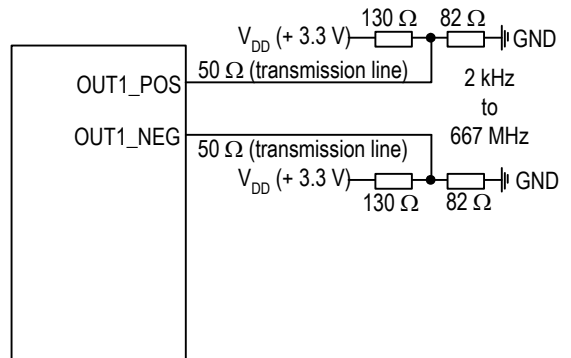 130 Ω 82 Ω
V_DD (+ 3.3 V) GND
50 Ω (transmission line)
OUT1_POS
2 kHz
to
667 MHz
OUT1_NEG
50 Ω (transmission line)
V_DD (+ 3.3 V) GND
130 Ω 82 Ω